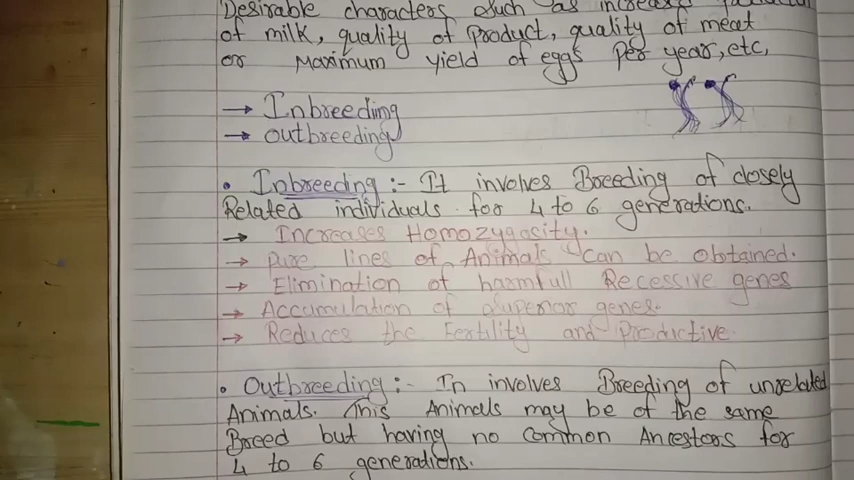 Desirable characters such as increased
of milk, quality of product, quality of meat
or Maximum yield of eggs per year, etc,
→ Inbreeding
→ outbreeding
• Inbreeding :- It involves Breeding of closely
Related individuals for 4 to 6 generations.
→ Increases Homozygosity.
→ Pure lines of Animals can be obtained.
→ Elimination of harmfull Recessive genes
→ Accumulation of superior genes.
→ Reduces the Fertility and Productive.
• Outbreeding :- In involves Breeding of unrelated
Animals. This Animals may be of the same
Breed but having no common Ancestors for
4 to 6 generations.